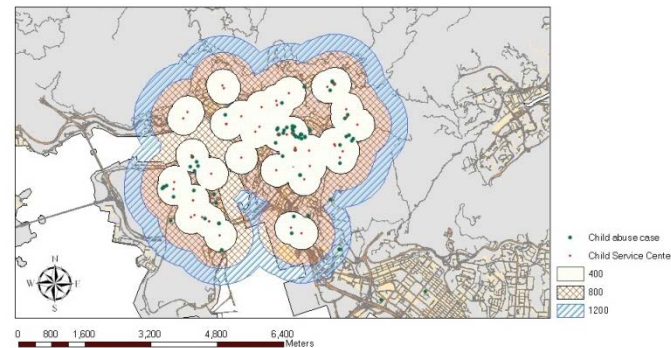 Child abuse case
Child Service Cente
400
800
1200
N
W E
S
0 800 1,600 3,200 4,800 6,400
Meters